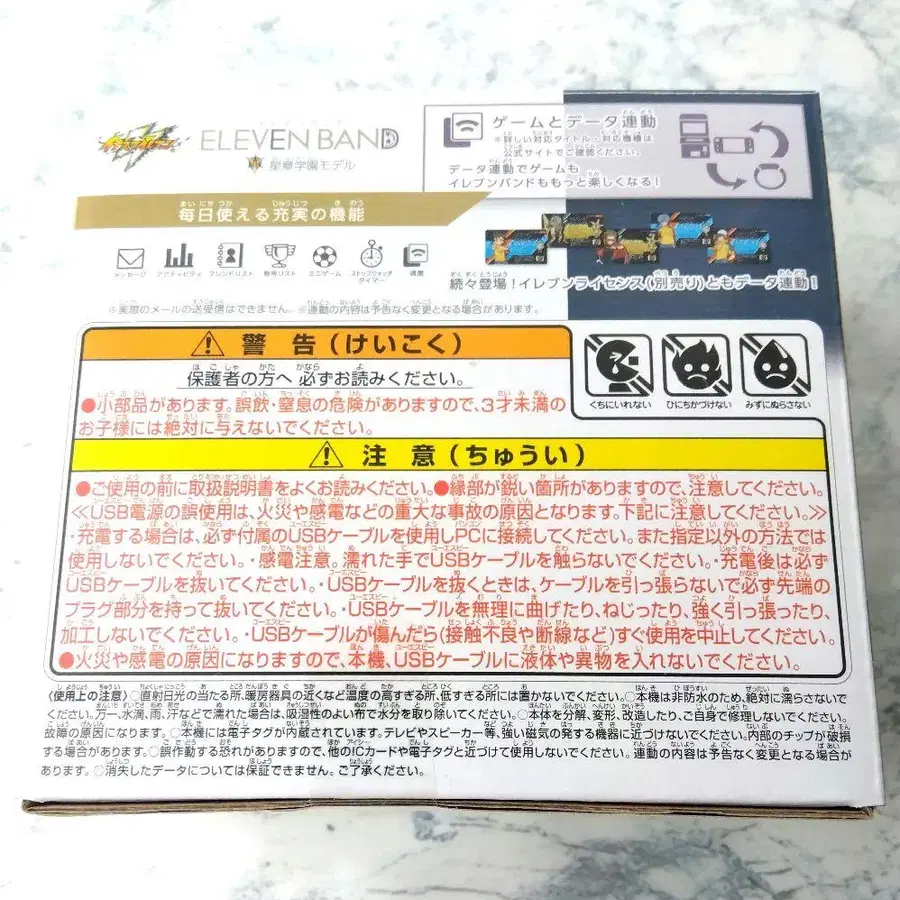 ELEVEN BAND
星章学園モデル
毎日使える充実の機能
メッセージ アクティビティ フレンドリスト 称号リスト ミニゲーム ストップウォッチ タイマー 連動
※実際のメールの送受信はできません。※連動の内容は予告なく変更となる場合があります。
ゲームとデータ連動
※詳しい対応タイトル・対応機種は
公式サイトでご確認ください。
データ連動でゲームも
イレブンバンドももっと楽しくなる!
続々登場!イレブンライセンス(別売り)ともデータ連動!
警告(けいこく)
保護者の方へ 必ずお読みください。
●小部品があります。誤飲・窒息の危険がありますので、3才未満の
お子様には絶対に与えないでください。
くちにいれない ひにちかづけない みずにぬらさない
注意(ちゅうい)
●ご使用の前に取扱説明書をよくお読みください。●縁部が鋭い箇所がありますので、注意してください。
≪USB電源の誤使用は、火災や感電などの重大な事故の原因となります。下記に注意してください。≫
・充電する場合は、必ず付属のUSBケーブルを使用しPCに接続してください。また指定以外の方法では
使用しないでください。・感電注意。濡れた手でUSBケーブルを触らないでください。・充電後は必ず
USBケーブルを抜いてください。・USBケーブルを抜くときは、ケーブルを引っ張らないで必ず先端の
プラグ部分を持って抜いてください。・USBケーブルを無理に曲げたり、ねじったり、強く引っ張ったり、
加工しないでください。・USBケーブルが傷んだら(接触不良や断線など)すぐ使用を中止してください。
●火災や感電の原因になりますので、本機、USBケーブルに液体や異物を入れないでください。
〈使用上の注意〉○直射日光の当たる所、暖房器具の近くなど温度の高すぎる所、低すぎる所には置かないでください。○本機は非防水のため、絶対に濡らさないで
ください。万一、水滴、雨、汗などで濡れた場合は、吸湿性のよい布で水分を取り除いてください。○本体を分解、変形、改造したり、ご自身で修理しないでください。
故障の原因になります。○本機には電子タグが内蔵されています。テレビやスピーカー等、強い磁気の発する機器に近づけないでください。内部のチップが破損
する場合があります。○誤作動する恐れがありますので、他のICカードや電子タグと近づけて使用しないでください。○連動の内容は予告なく変更となる場合が
あります。○消失したデータについては保証できません。ご了承ください。